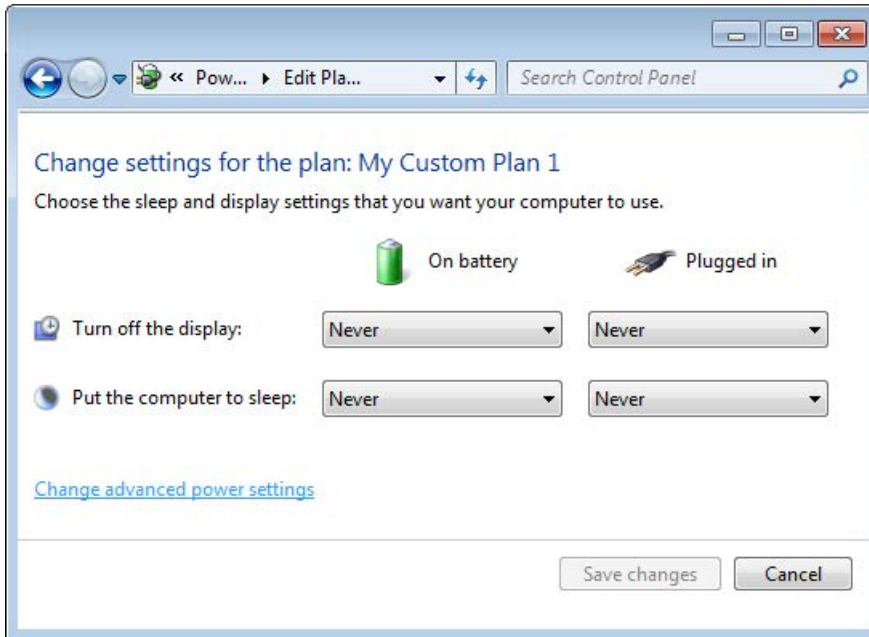 « Pow... Edit Pla... Search Control Panel
Change settings for the plan: My Custom Plan 1
Choose the sleep and display settings that you want your computer to use.
On battery Plugged in
Turn off the display: Never Never
Put the computer to sleep: Never Never
Change advanced power settings
Save changes Cancel